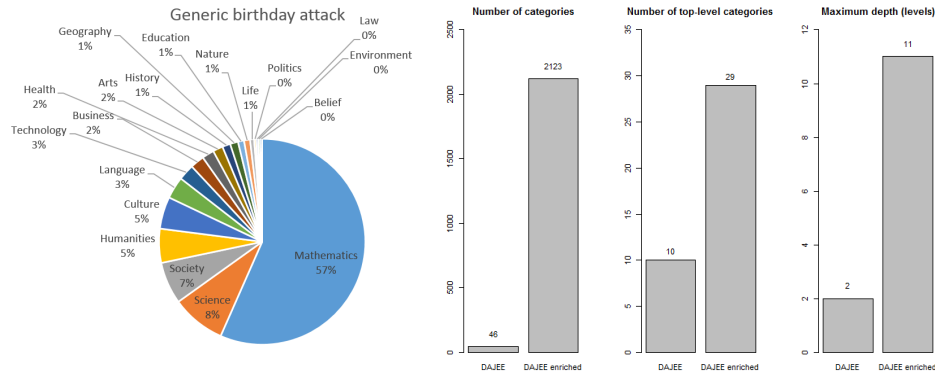 Generic birthday attack
Law
0%
Geography
1%
Education
1%
Environment
0%
Nature
1%
Politics
0%
History
1%
Arts
2%
Life
1%
Belief
0%
Health
2%
Business
2%
Technology
3%
Language
3%
Culture
5%
Humanities
5%
Mathematics
57%
Society
7%
Science
8%
Number of categories
2500
2000
1500
1000
500
0
46
2123
DAJEE
DAJEE enriched
Number of top-level categories
35
30
25
20
15
10
5
0
10
29
DAJEE
DAJEE enriched
Maximum depth (levels)
12
10
8
6
4
2
0
2
11
DAJEE
DAJEE enriched